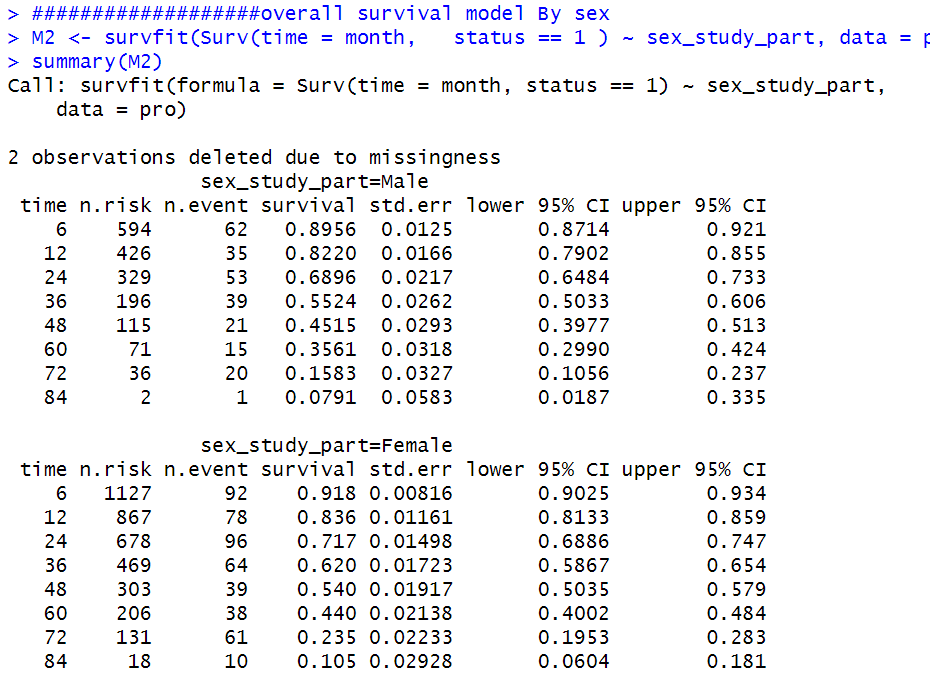 > ###################overall survival model By sex
> M2 <- survfit(Surv(time = month,   status == 1 ) ~ sex_study_part, data = p
> summary(M2)
Call: survfit(formula = Surv(time = month, status == 1) ~ sex_study_part,
    data = pro)

2 observations deleted due to missingness
                sex_study_part=Male
 time n.risk n.event survival std.err lower 95% CI upper 95% CI
    6    594      62   0.8956  0.0125       0.8714        0.921
   12    426      35   0.8220  0.0166       0.7902        0.855
   24    329      53   0.6896  0.0217       0.6484        0.733
   36    196      39   0.5524  0.0262       0.5033        0.606
   48    115      21   0.4515  0.0293       0.3977        0.513
   60     71      15   0.3561  0.0318       0.2990        0.424
   72     36      20   0.1583  0.0327       0.1056        0.237
   84      2       1   0.0791  0.0583       0.0187        0.335

                sex_study_part=Female
 time n.risk n.event survival std.err lower 95% CI upper 95% CI
    6   1127      92    0.918 0.00816       0.9025        0.934
   12    867      78    0.836 0.01161       0.8133        0.859
   24    678      96    0.717 0.01498       0.6886        0.747
   36    469      64    0.620 0.01723       0.5867        0.654
   48    303      39    0.540 0.01917       0.5035        0.579
   60    206      38    0.440 0.02138       0.4002        0.484
   72    131      61    0.235 0.02233       0.1953        0.283
   84     18      10    0.105 0.02928       0.0604        0.181